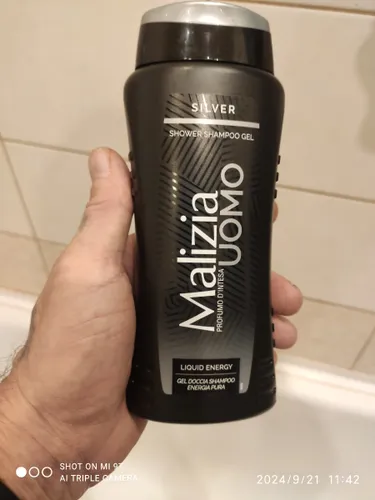 SILVER
SHOWER SHAMPOO GEL
Malizia
UOMO
PROFUMO D'INTESA
LIQUID ENERGY
GEL DOCCIA SHAMPOO
ENERGIA PURA
SHOT ON MI 9T
AI TRIPLE CAMERA
2024/9/21 11:42